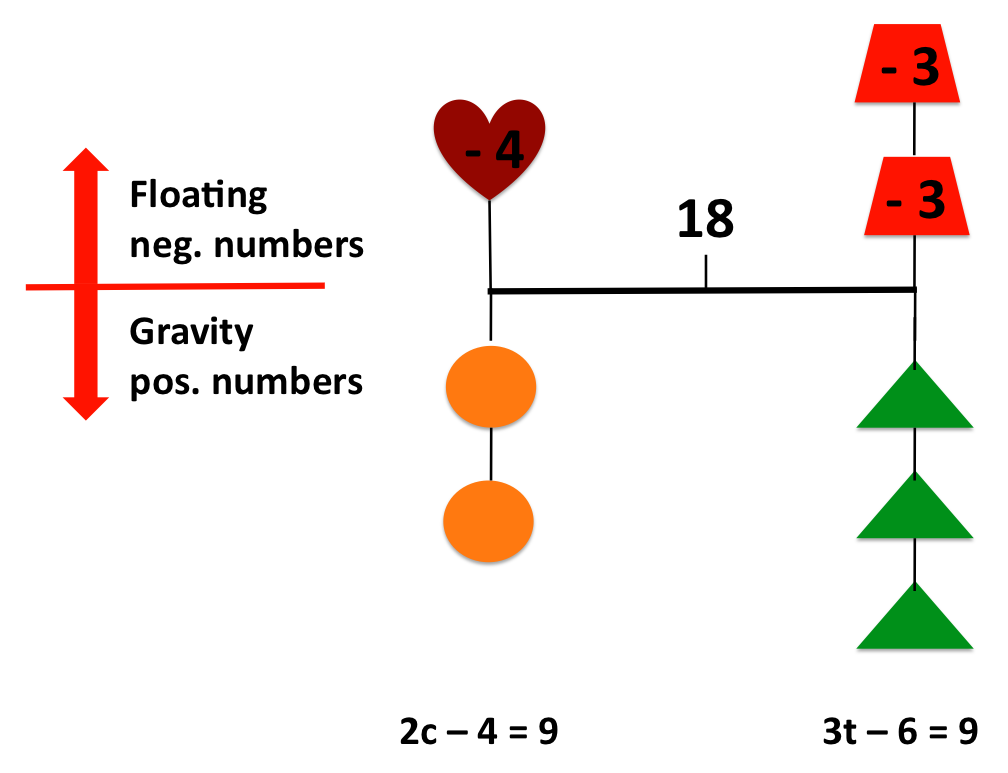 - 3
- 4
- 3
18
Floating
neg. numbers
Gravity
pos. numbers
2c – 4 = 9
3t – 6 = 9